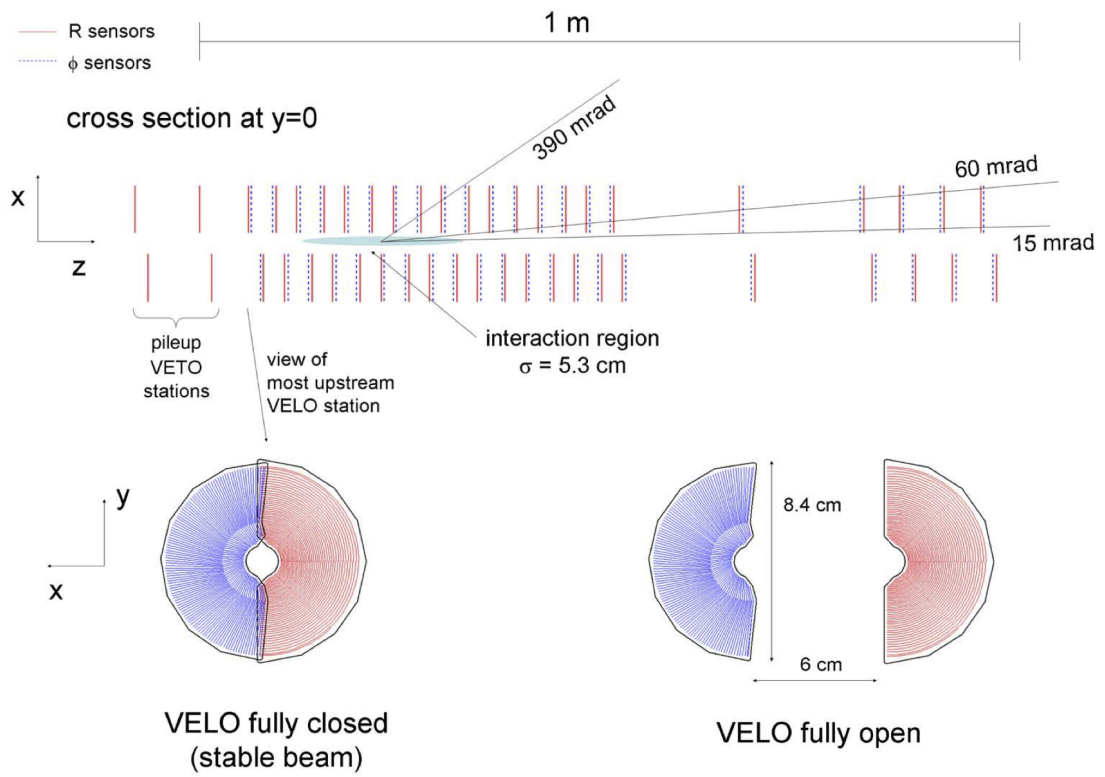 R sensors
ϕ sensors
1 m
cross section at y=0
390 mrad
60 mrad
15 mrad
x
z
pileup
VETO
stations
view of
most upstream
VELO station
interaction region
σ = 5.3 cm
y
x
8.4 cm
6 cm
VELO fully closed
(stable beam)
VELO fully open